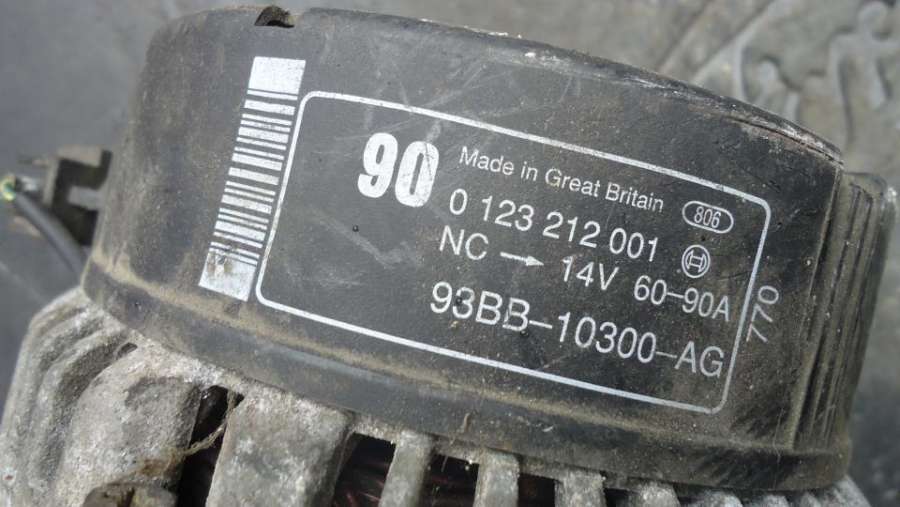 90 Made in Great Britain 806
0 123 212 001
NC → 14V 60-90A
93BB-10300-AG
770